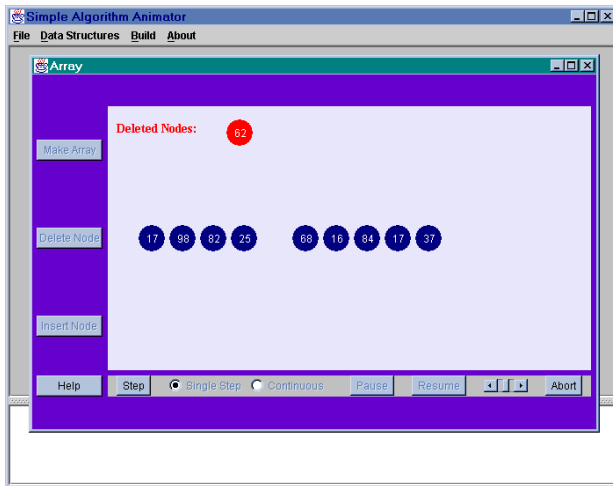 Simple Algorithm Animator
File Data Structures Build About
Array
Deleted Nodes: 62
Make Array
Delete Node
17 98 82 25 68 16 84 17 37
Insert Node
Help Step Single Step Continuous Pause Resume Abort